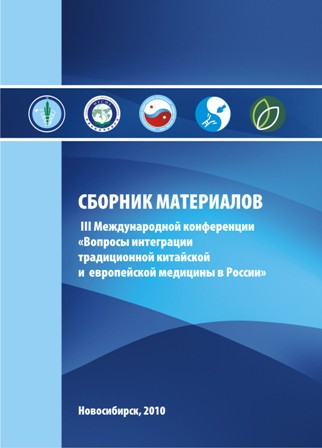 СБОРНИК МАТЕРИАЛОВ
III Международной конференции
«Вопросы интеграции
традиционной китайской
и европейской медицины в России»
Новосибирск, 2010